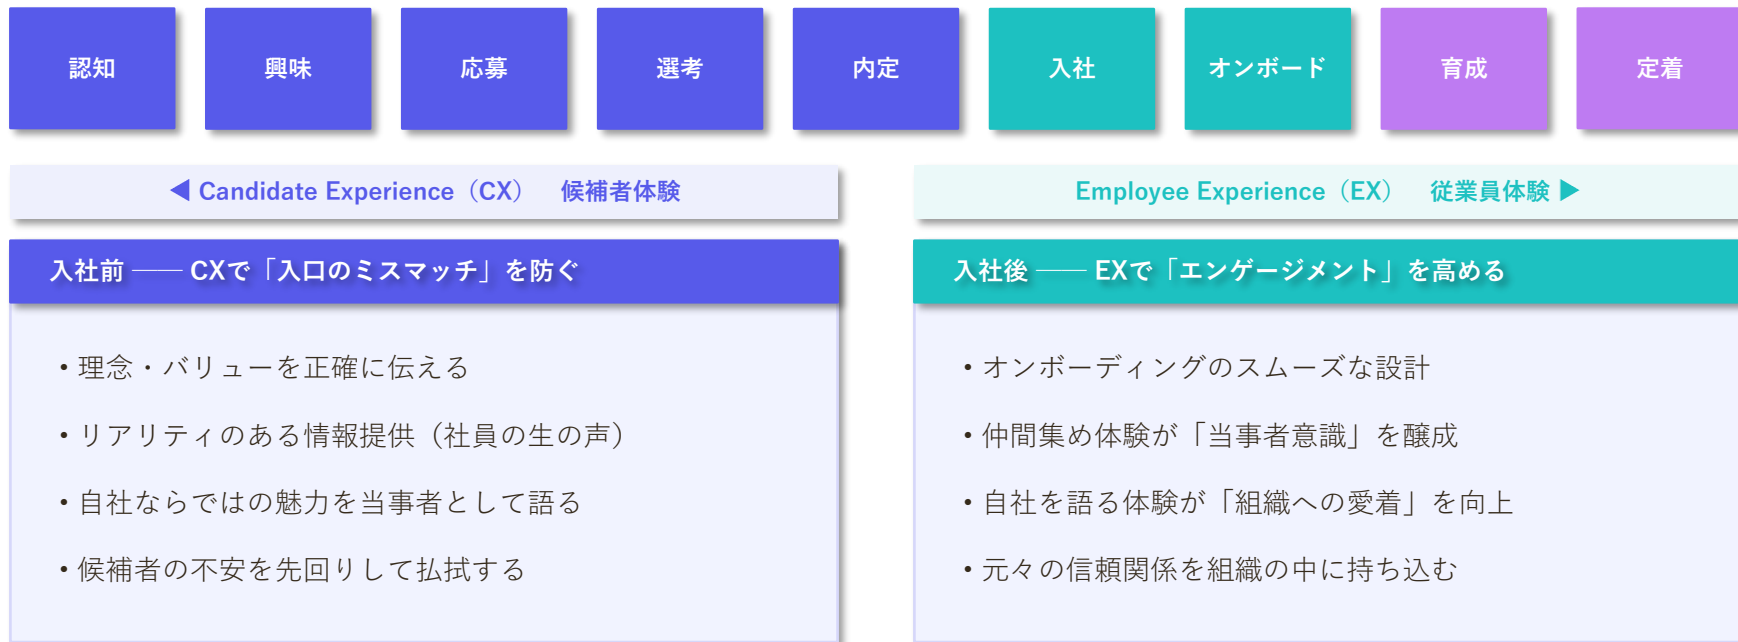 認知
興味
応募
選考
内定
入社
オンボード
育成
定着
◀ Candidate Experience（CX）　候補者体験
Employee Experience（EX）　従業員体験 ▶
入社前 ── CXで「入口のミスマッチ」を防ぐ
・理念・バリューを正確に伝える
・リアリティのある情報提供（社員の生の声）
・自社ならではの魅力を当事者として語る
・候補者の不安を先回りして払拭する
入社後 ── EXで「エンゲージメント」を高める
・オンボーディングのスムーズな設計
・仲間集め体験が「当事者意識」を醸成
・自社を語る体験が「組織への愛着」を向上
・元々の信頼関係を組織の中に持ち込む